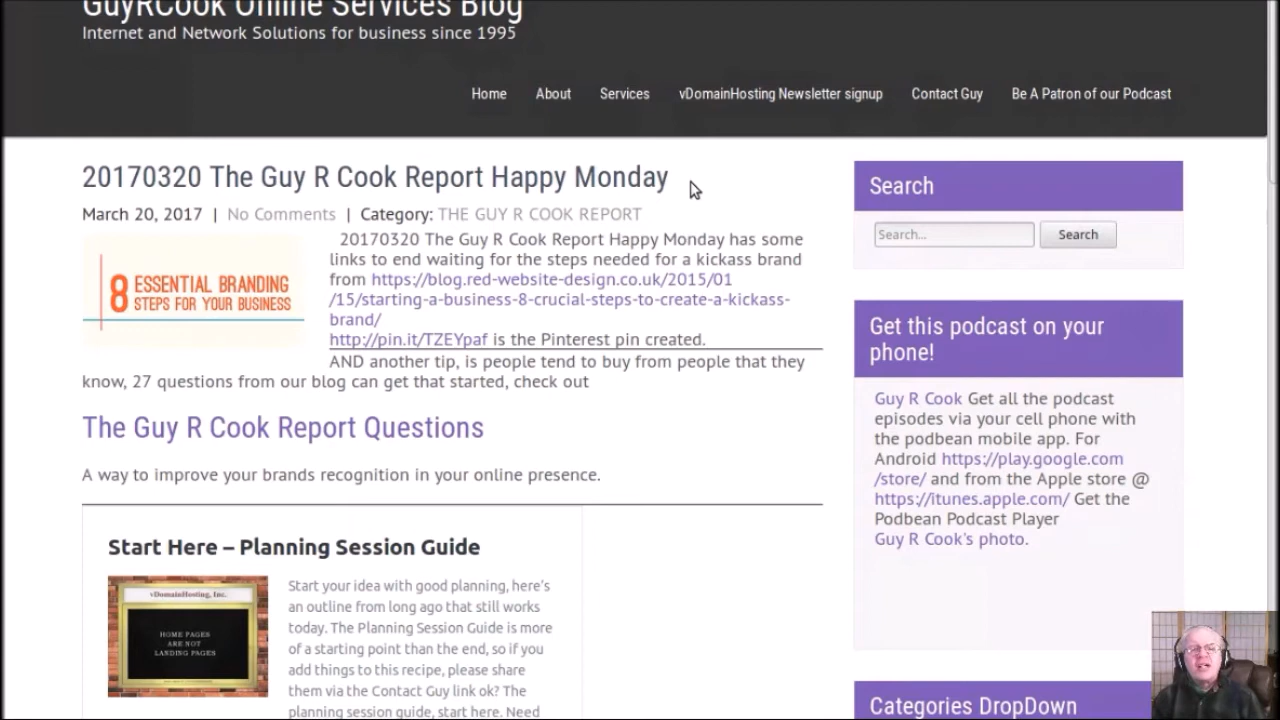 GuyRCook Online Services Blog
Internet and Network Solutions for business since 1995
Home About Services vDomainHosting Newsletter signup Contact Guy Be A Patron of our Podcast
20170320 The Guy R Cook Report Happy Monday
March 20, 2017 | No Comments | Category: THE GUY R COOK REPORT
8 ESSENTIAL BRANDING
STEPS FOR YOUR BUSINESS
20170320 The Guy R Cook Report Happy Monday has some
links to end waiting for the steps needed for a kickass brand
from https://blog.red-website-design.co.uk/2015/01
/15/starting-a-business-8-crucial-steps-to-create-a-kickass-
brand/
http://pin.it/TZEYpaf is the Pinterest pin created.
AND another tip, is people tend to buy from people that they
know, 27 questions from our blog can get that started, check out
The Guy R Cook Report Questions
A way to improve your brands recognition in your online presence.
Start Here – Planning Session Guide
vDomainHosting, Inc.
HOME PAGES
ARE NOT
LANDING PAGES
Start your idea with good planning, here's
an outline from long ago that still works
today. The Planning Session Guide is more
of a starting point than the end, so if you
add things to this recipe, please share
them via the Contact Guy link ok? The
planning session guide, start here. Need
Search
Search...
Search
Get this podcast on your
phone!
Guy R Cook Get all the podcast
episodes via your cell phone with
the podbean mobile app. For
Android https://play.google.com
/store/ and from the Apple store @
https://itunes.apple.com/ Get the
Podbean Podcast Player
Guy R Cook's photo.
Categories DropDown